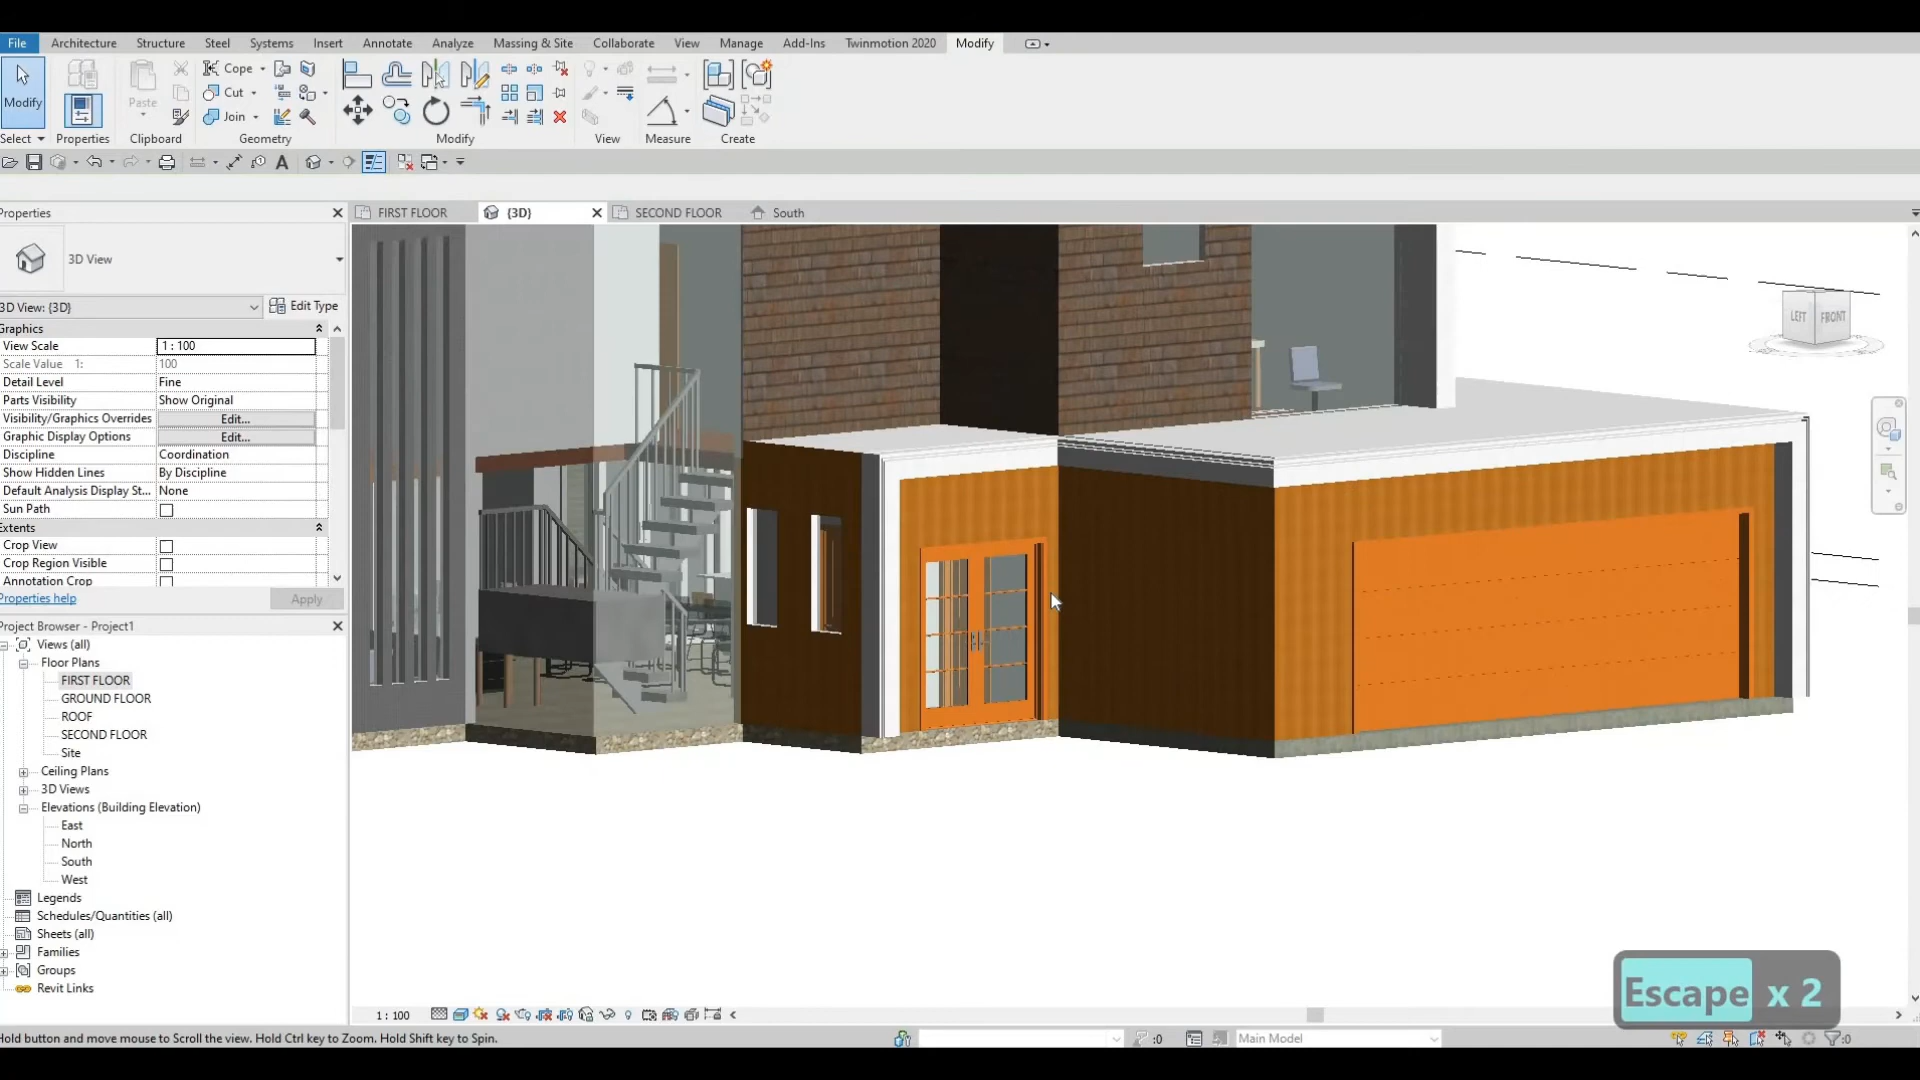 File Architecture Structure Steel Systems Insert Annotate Analyze Massing & Site Collaborate View Manage Add-Ins Twinmotion 2020 Modify
Modify
Paste
Cope
Cut
Join
Select Properties Clipboard Geometry Modify View Measure Create
A
Properties
FIRST FLOOR
{3D}
SECOND FLOOR
South
3D View
3D View: {3D}
Edit Type
Graphics
View Scale 1 : 100
Scale Value 1: 100
Detail Level Fine
Parts Visibility Show Original
Visibility/Graphics Overrides Edit...
Graphic Display Options Edit...
Discipline Coordination
Show Hidden Lines By Discipline
Default Analysis Display St... None
Sun Path
Extents
Crop View
Crop Region Visible
Annotation Crop
Properties help
Apply
LEFT FRONT
Project Browser - Project1
Views (all)
Floor Plans
FIRST FLOOR
GROUND FLOOR
ROOF
SECOND FLOOR
Site
Ceiling Plans
3D Views
Elevations (Building Elevation)
East
North
South
West
Legends
Schedules/Quantities (all)
Sheets (all)
Families
Groups
Revit Links
Escape x 2
1 : 100
Hold button and move mouse to Scroll the view. Hold Ctrl key to Zoom. Hold Shift key to Spin.
:0
Main Model
:0